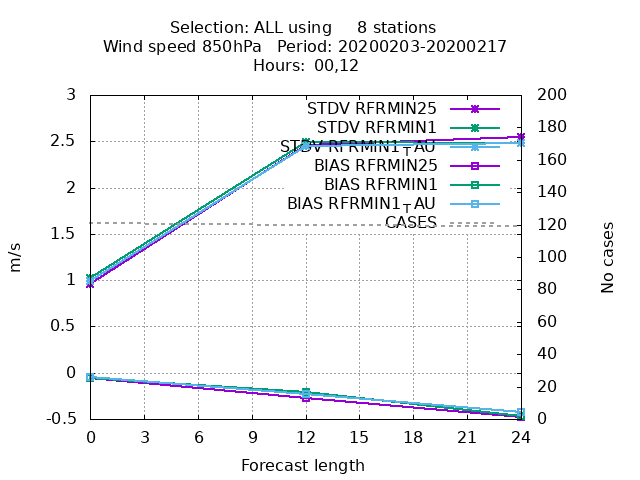 Selection: ALL using     8 stations
Wind speed 850hPa   Period: 20200203-20200217
Hours: 00,12
3
2.5
2
1.5
1
0.5
0
-0.5
m/s
200
180
160
140
120
100
80
60
40
20
0
No cases
STDV RFRMIN25
STDV RFRMIN1
STDV RFRMIN1_AU
BIAS RFRMIN25
BIAS RFRMIN1
BIAS RFRMIN1_AU
CASES
0 3 6 9 12 15 18 21 24
Forecast length